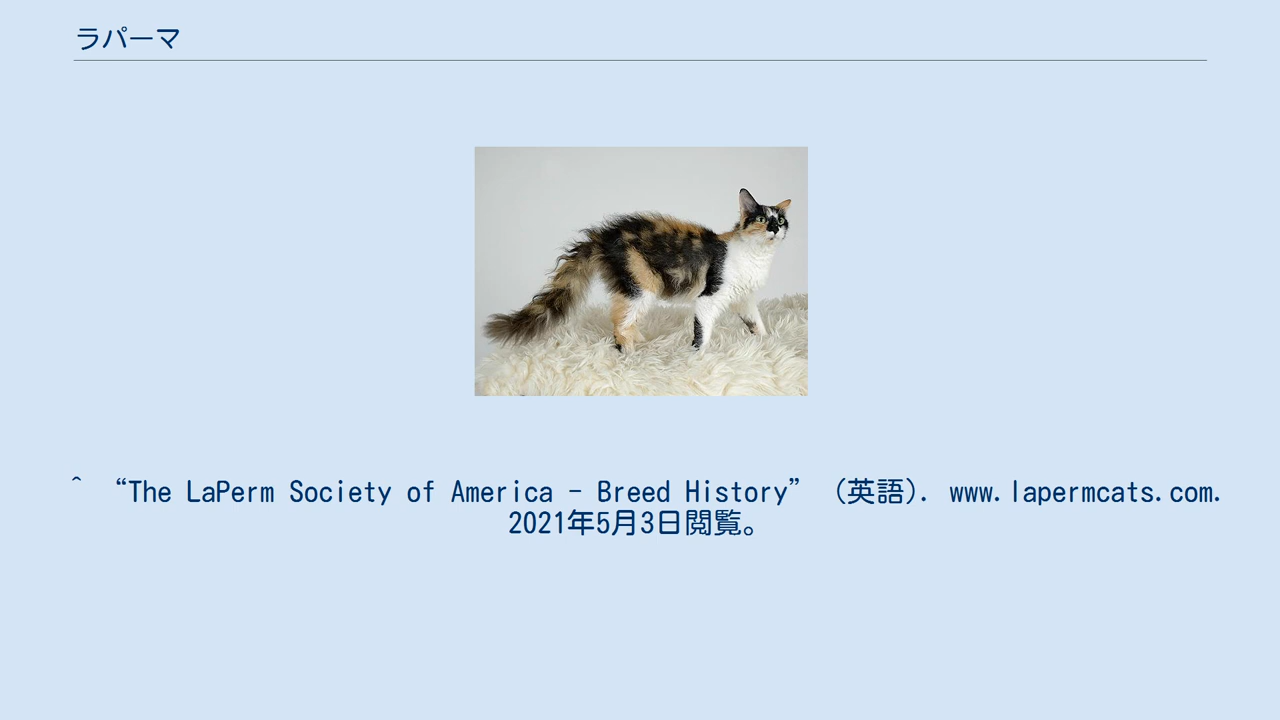 ラパーマ
^ “The LaPerm Society of America - Breed History” (英語). www.lapermcats.com.
2021年5月3日閲覧。